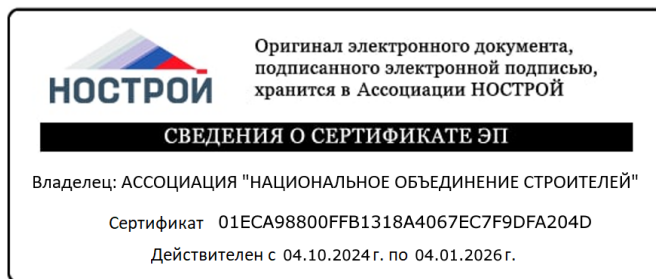 НОСТРОЙ
Оригинал электронного документа,
подписанного электронной подписью,
хранится в Ассоциации НОСТРОЙ
СВЕДЕНИЯ О СЕРТИФИКАТЕ ЭП
Владелец: АССОЦИАЦИЯ "НАЦИОНАЛЬНОЕ ОБЪЕДИНЕНИЕ СТРОИТЕЛЕЙ"
Сертификат 01ECA98800FFB1318A4067EC7F9DFA204D
Действителен с 04.10.2024 г. по 04.01.2026 г.